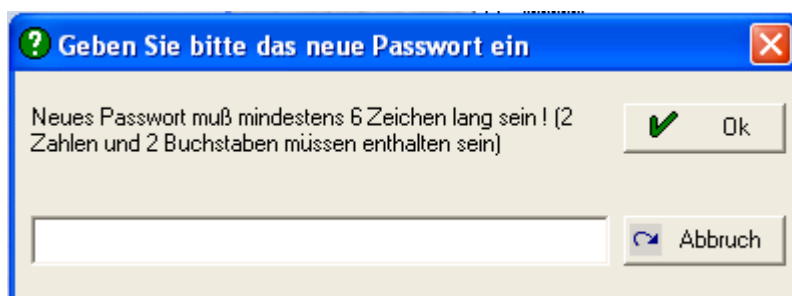 Geben Sie bitte das neue Passwort ein
Neues Passwort muß mindestens 6 Zeichen lang sein ! (2
Zahlen und 2 Buchstaben müssen enthalten sein)
Ok
Abbruch